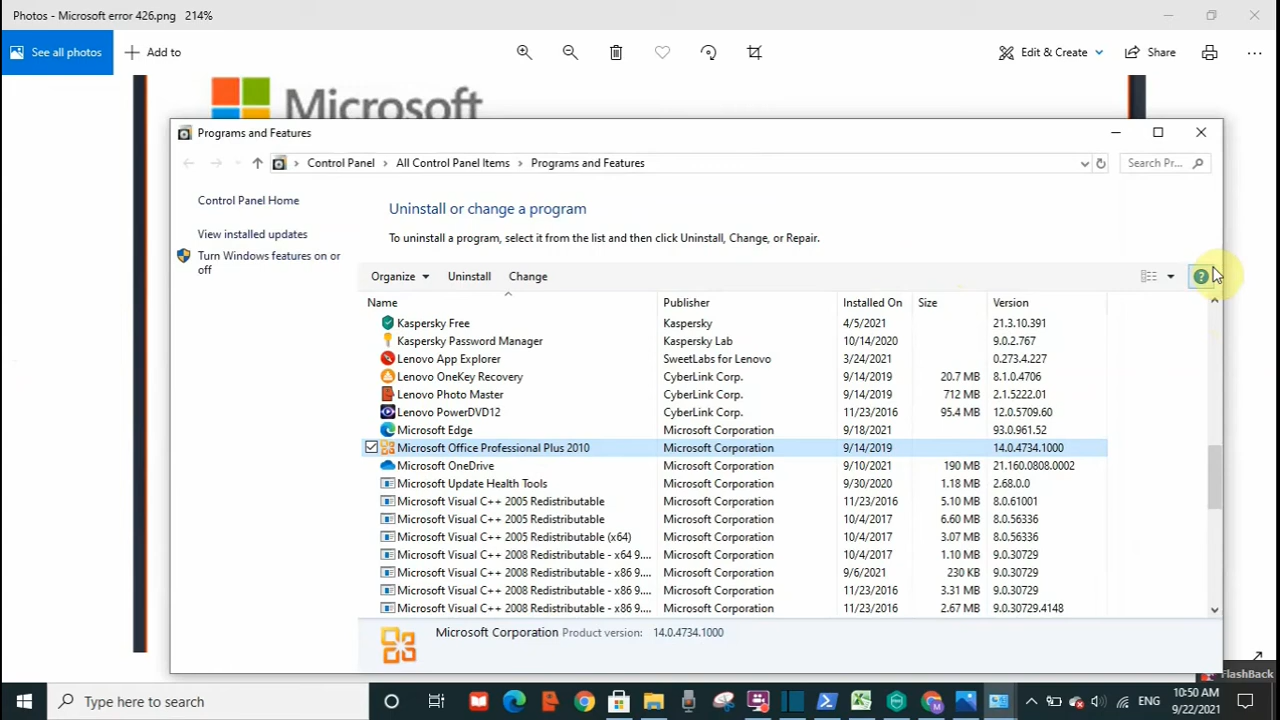 Photos - Microsoft error 426.png   214%
See all photos
Add to
Edit & Create
Share
Microsoft
Programs and Features
Control Panel > All Control Panel Items > Programs and Features
Search Pr...
Control Panel Home
View installed updates
Turn Windows features on or
off
Uninstall or change a program
To uninstall a program, select it from the list and then click Uninstall, Change, or Repair.
Organize Uninstall Change
Name Publisher Installed On Size Version
Kaspersky Free Kaspersky 4/5/2021 21.3.10.391
Kaspersky Password Manager Kaspersky Lab 10/14/2020 9.0.2.767
Lenovo App Explorer SweetLabs for Lenovo 3/24/2021 0.273.4.227
Lenovo OneKey Recovery CyberLink Corp. 9/14/2019 20.7 MB 8.1.0.4706
Lenovo Photo Master CyberLink Corp. 9/14/2019 712 MB 2.1.5222.01
Lenovo PowerDVD12 CyberLink Corp. 11/23/2016 95.4 MB 12.0.5709.60
Microsoft Edge Microsoft Corporation 9/18/2021 93.0.961.52
Microsoft Office Professional Plus 2010 Microsoft Corporation 9/14/2019 14.0.4734.1000
Microsoft OneDrive Microsoft Corporation 9/10/2021 190 MB 21.160.0808.0002
Microsoft Update Health Tools Microsoft Corporation 9/30/2020 1.18 MB 2.68.0.0
Microsoft Visual C++ 2005 Redistributable Microsoft Corporation 11/23/2016 5.10 MB 8.0.61001
Microsoft Visual C++ 2005 Redistributable Microsoft Corporation 10/4/2017 6.60 MB 8.0.56336
Microsoft Visual C++ 2005 Redistributable (x64) Microsoft Corporation 10/4/2017 3.07 MB 8.0.56336
Microsoft Visual C++ 2008 Redistributable - x64 9.... Microsoft Corporation 10/4/2017 1.10 MB 9.0.30729
Microsoft Visual C++ 2008 Redistributable - x86 9.... Microsoft Corporation 9/6/2021 230 KB 9.0.30729
Microsoft Visual C++ 2008 Redistributable - x86 9.... Microsoft Corporation 11/23/2016 3.31 MB 9.0.30729
Microsoft Visual C++ 2008 Redistributable - x86 9.... Microsoft Corporation 11/23/2016 2.67 MB 9.0.30729.4148
Microsoft Corporation Product version: 14.0.4734.1000
FlashBack
Type here to search
ENG
10:50 AM
9/22/2021